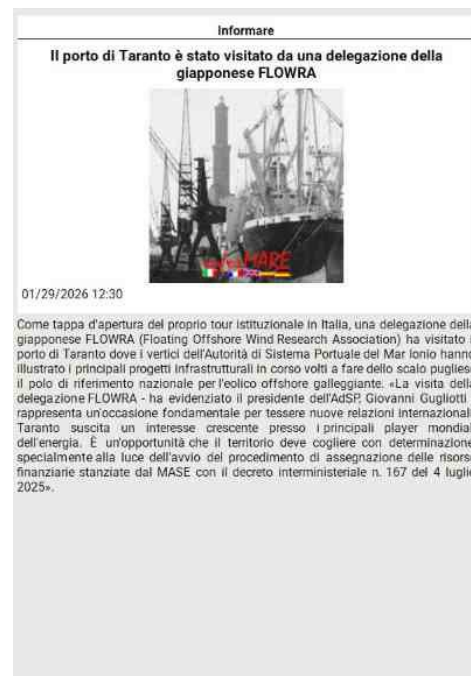 Informare
Il porto di Taranto è stato visitato da una delegazione della
giapponese FLOWRA
inforMARE
01/29/2026 12:30
Come tappa d'apertura del proprio tour istituzionale in Italia, una delegazione della
giapponese FLOWRA (Floating Offshore Wind Research Association) ha visitato i
porto di Taranto dove i vertici dell'Autorità di Sistema Portuale del Mar Ionio hanno
illustrato i principali progetti infrastrutturali in corso volti a fare dello scalo pugliese
il polo di riferimento nazionale per l'eolico offshore galleggiante. «La visita della
delegazione FLOWRA - ha evidenziato il presidente dell'AdSP, Giovanni Gugliotti
rappresenta un'occasione fondamentale per tessere nuove relazioni internazionali
Taranto suscita un interesse crescente presso i principali player mondial
dell'energia. È un'opportunità che il territorio deve cogliere con determinazione
specialmente alla luce dell'avvio del procedimento di assegnazione delle risorse
finanziarie stanziate dal MASE con il decreto interministeriale n. 167 del 4 luglio
2025».